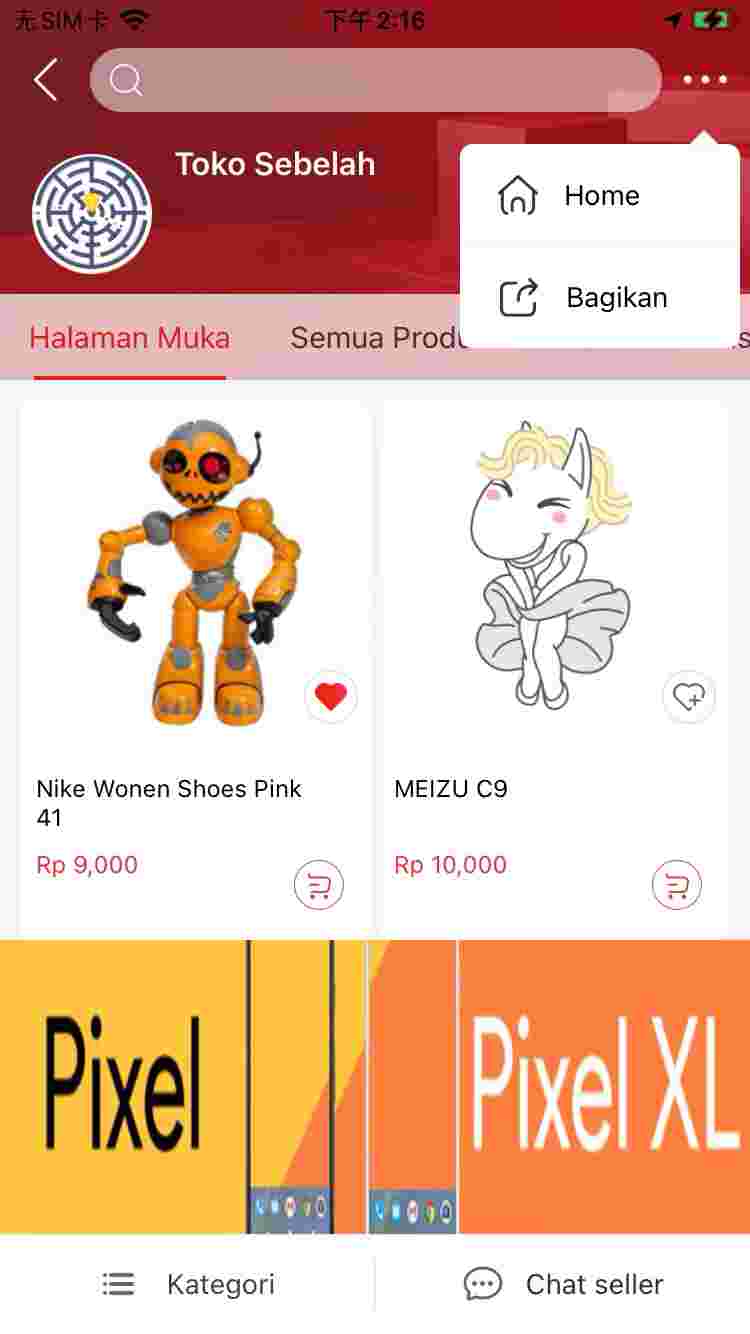 无SIM卡
下午2:16
Toko Sebelah
Home
Bagikan
Halaman Muka
Semua Produ
Nike Wonen Shoes Pink
41
Rp 9,000
MEIZU C9
Rp 10,000
Pixel
Pixel XL
Kategori
Chat seller